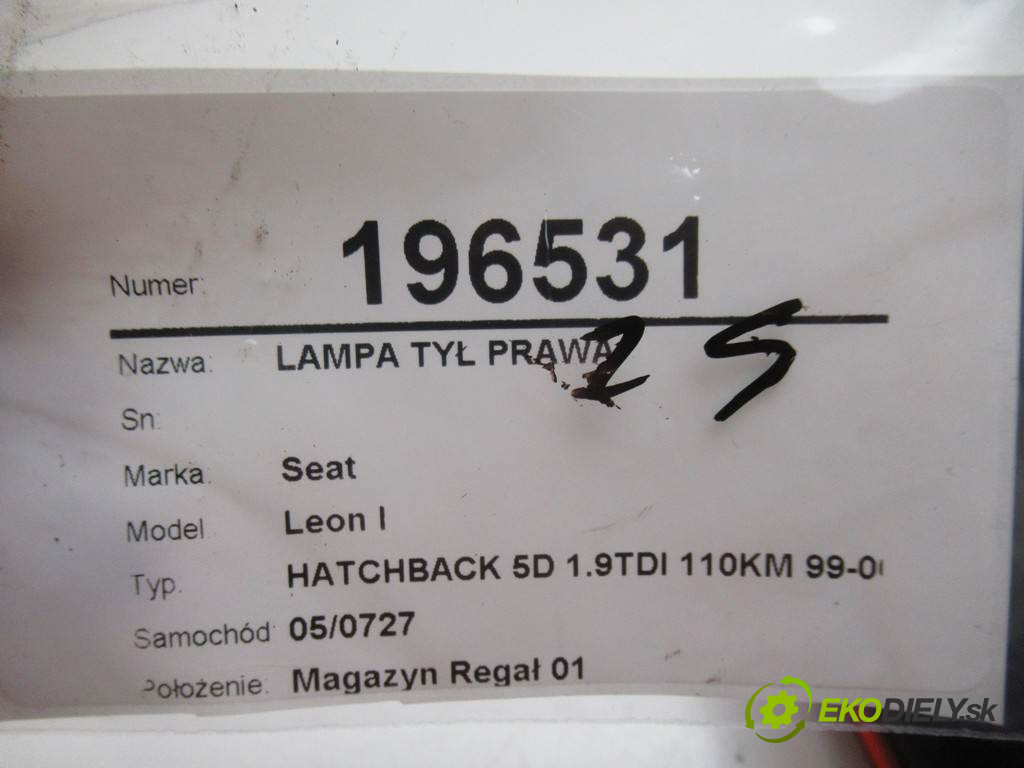 Numer: 196531
Nazwa: LAMPA TYŁ PRAWA 25
Sn:
Marka: Seat
Model Leon I
Typ. HATCHBACK 5D 1.9TDI 110KM 99-0
Samochód 05/0727
Położenie: Magazyn Regał 01
EKODIELY.sk